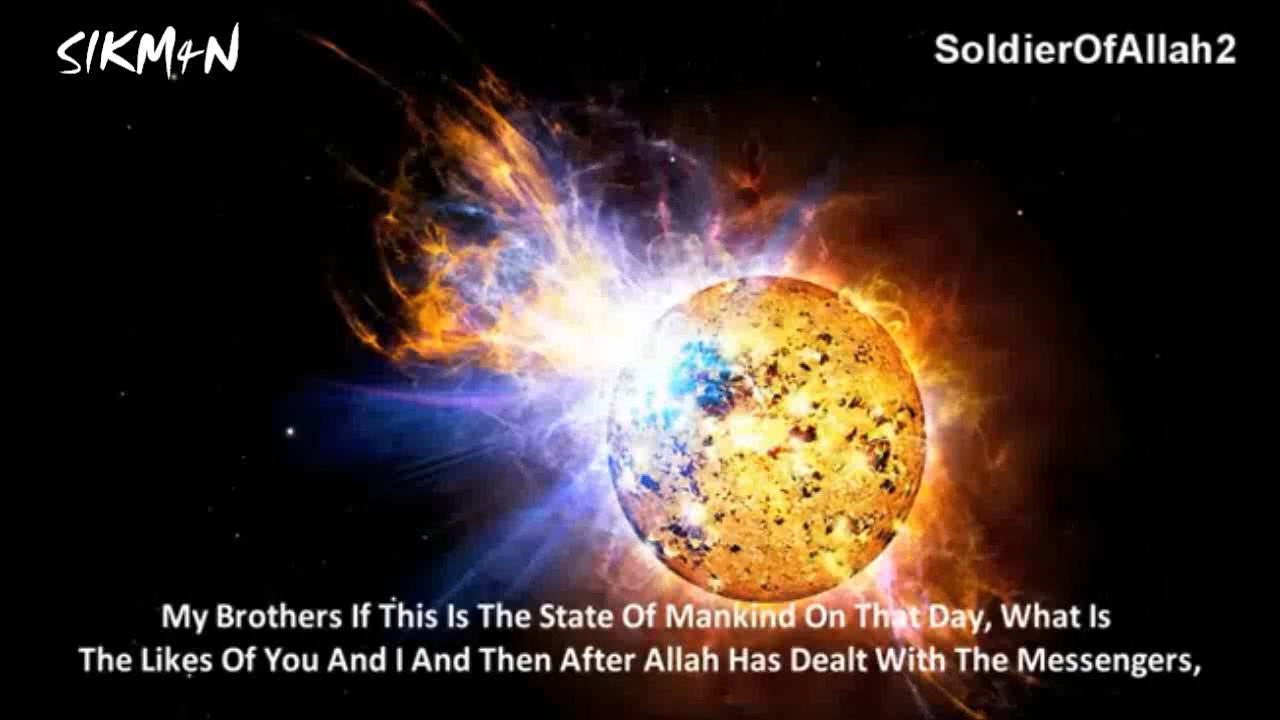 SIKM4N
SoldierOfAllah2
My Brothers If This Is The State Of Mankind On That Day, What Is
The Likes Of You And I And Then After Allah Has Dealt With The Messengers,